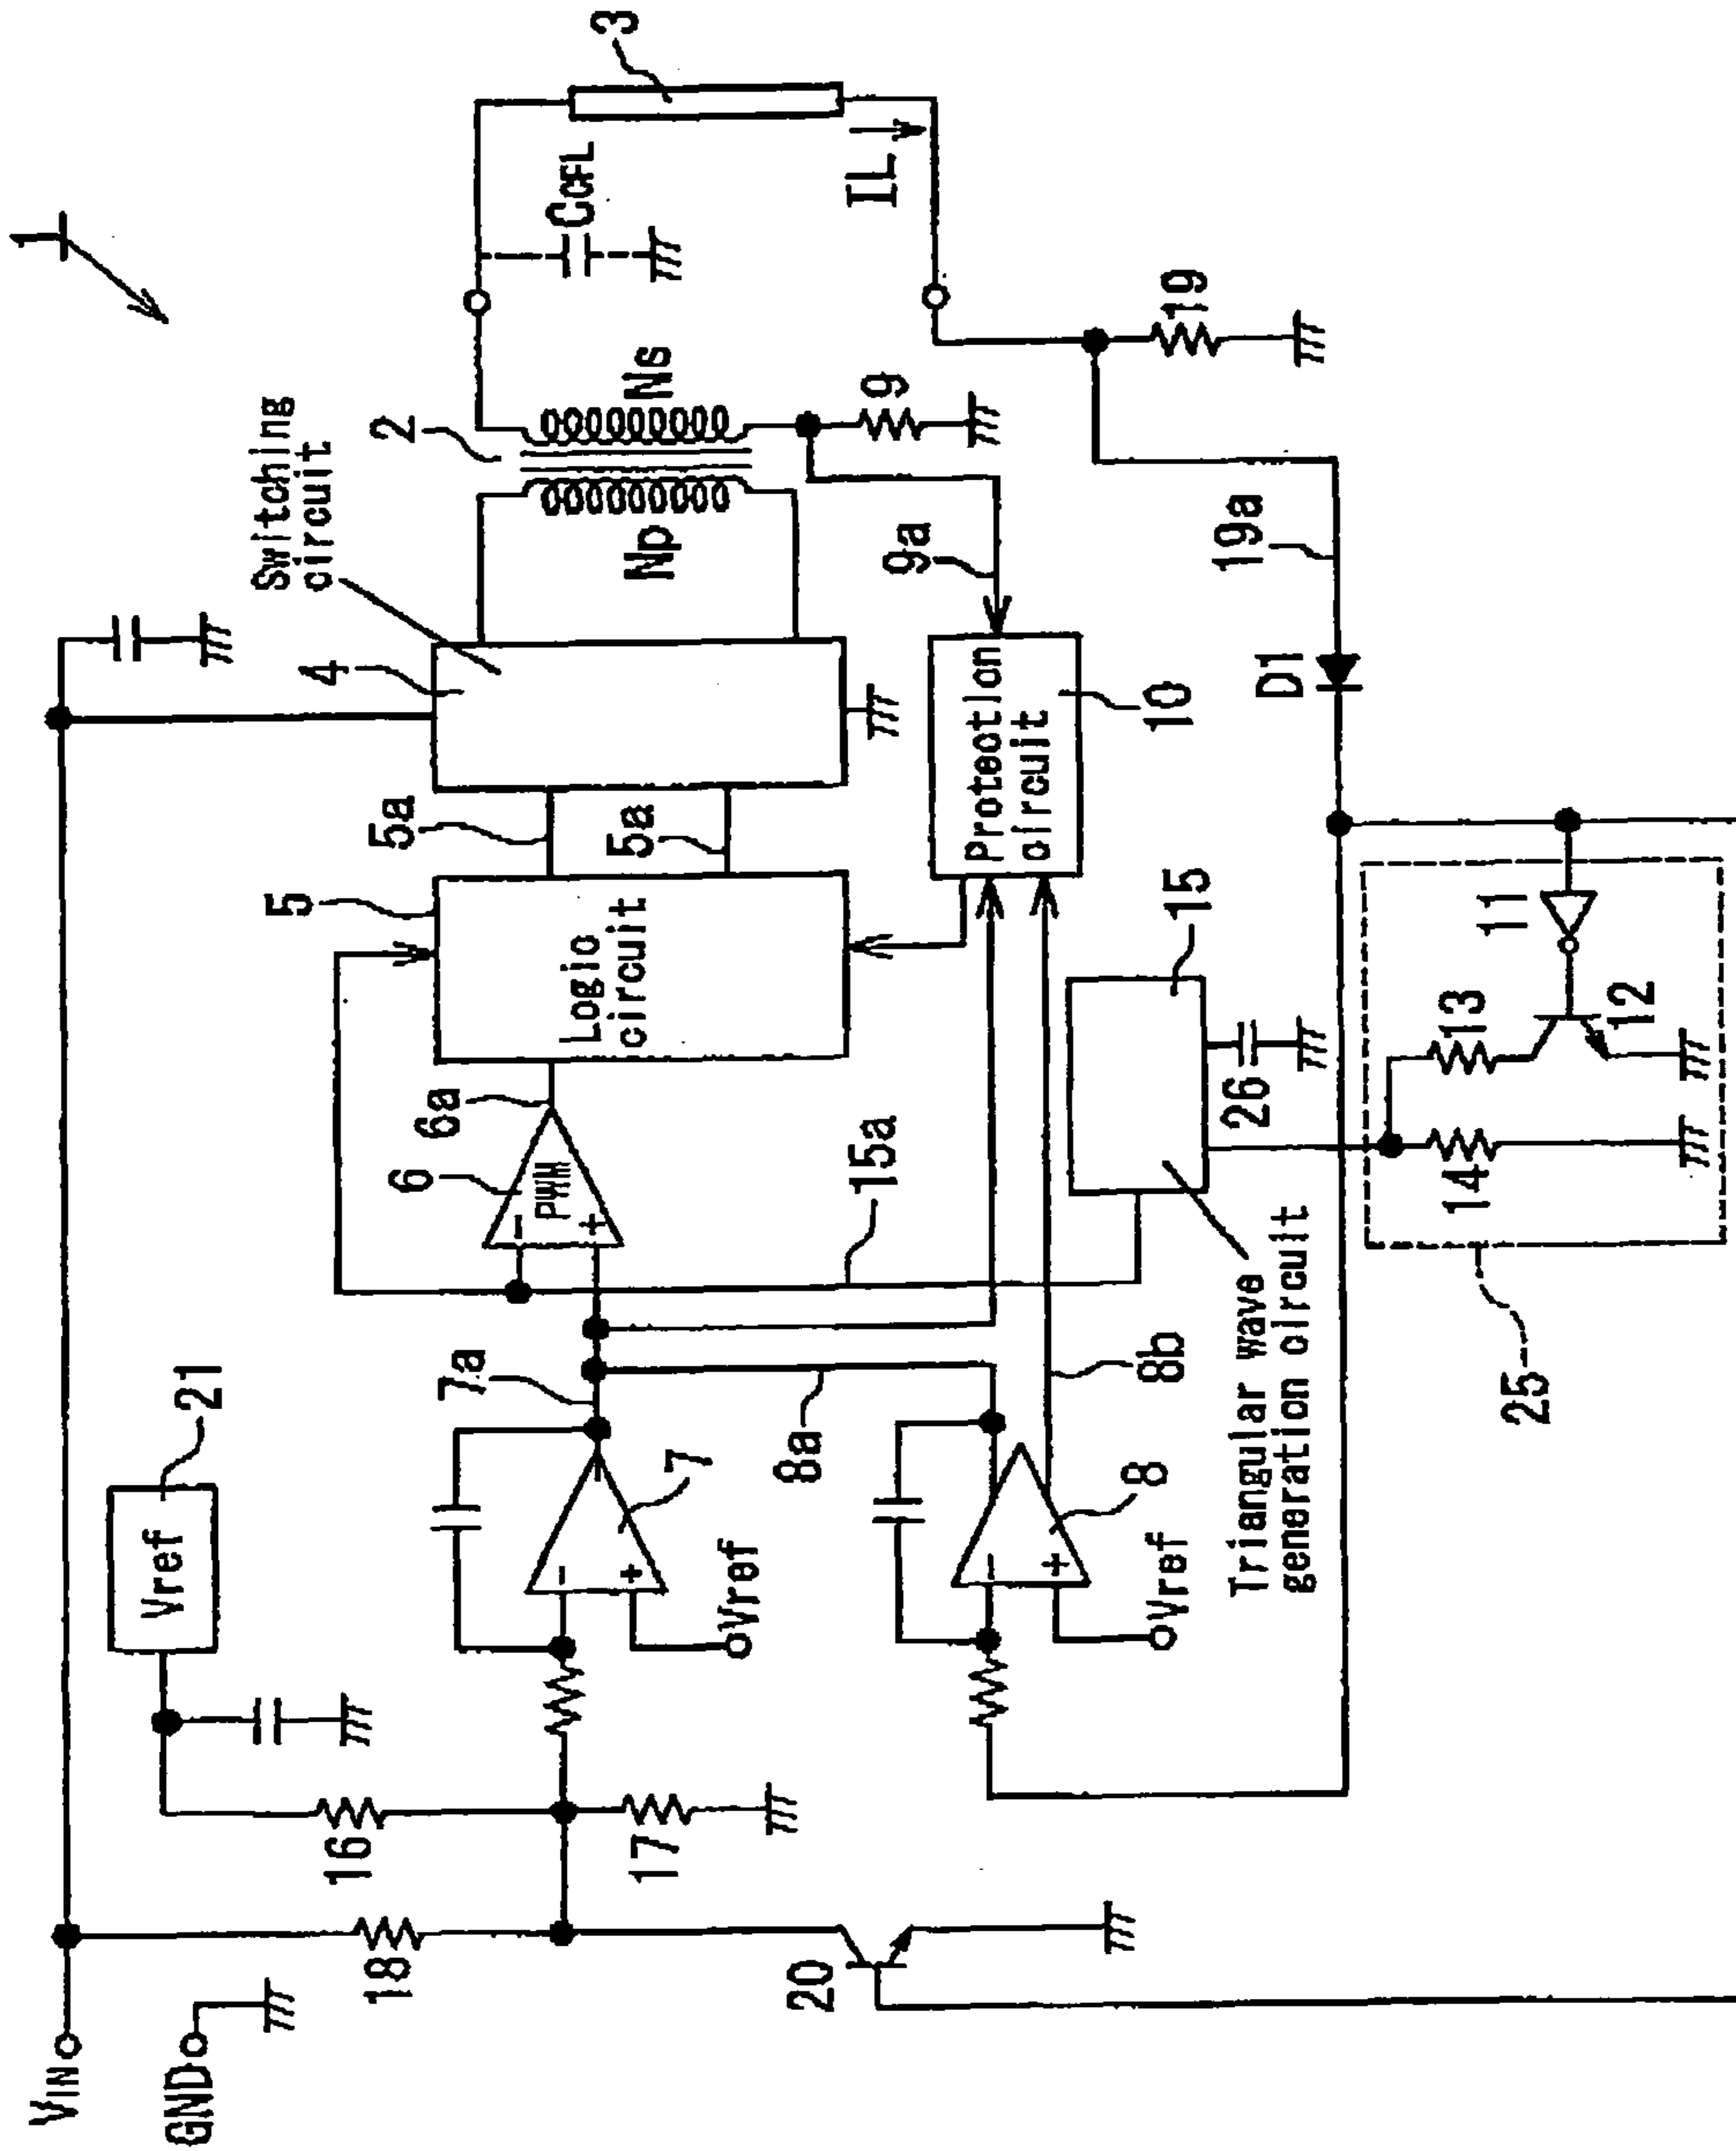 1
VIN
GND
18
16
17
20
Vref
21
7
7a
Vref
8
8a
8b
Vref
6
PWM
6a
5
Logic
circuit
5a
5a
4
Switching
circuit
2
Np
Ns
CCFL
3
IL
9
9a
19
19a
D1
Protection
circuit
10
15
15a
Triangular wave
generation circuit
26
11
12
13
14
25